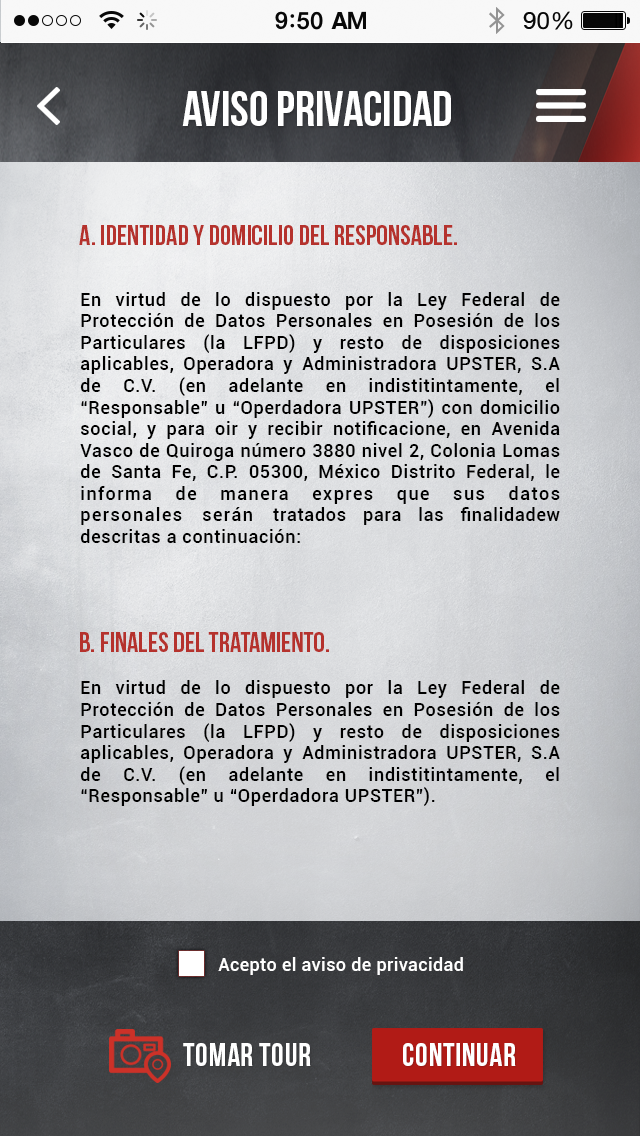 9:50 AM 90%
AVISO PRIVACIDAD
A. IDENTIDAD Y DOMICILIO DEL RESPONSABLE.
En virtud de lo dispuesto por la Ley Federal de
Protección de Datos Personales en Posesión de los
Particulares (la LFPD) y resto de disposiciones
aplicables, Operadora y Administradora UPSTER, S.A
de C.V. (en adelante en indistitintamente, el
“Responsable” u “Operdadora UPSTER”) con domicilio
social, y para oir y recibir notificacione, en Avenida
Vasco de Quiroga número 3880 nivel 2, Colonia Lomas
de Santa Fe, C.P. 05300, México Distrito Federal, le
informa de manera expres que sus datos
personales serán tratados para las finalidadew
descritas a continuación:
B. FINALES DEL TRATAMIENTO.
En virtud de lo dispuesto por la Ley Federal de
Protección de Datos Personales en Posesión de los
Particulares (la LFPD) y resto de disposiciones
aplicables, Operadora y Administradora UPSTER, S.A
de C.V. (en adelante en indistitintamente, el
“Responsable” u “Operdadora UPSTER”).
Acepto el aviso de privacidad
TOMAR TOUR CONTINUAR